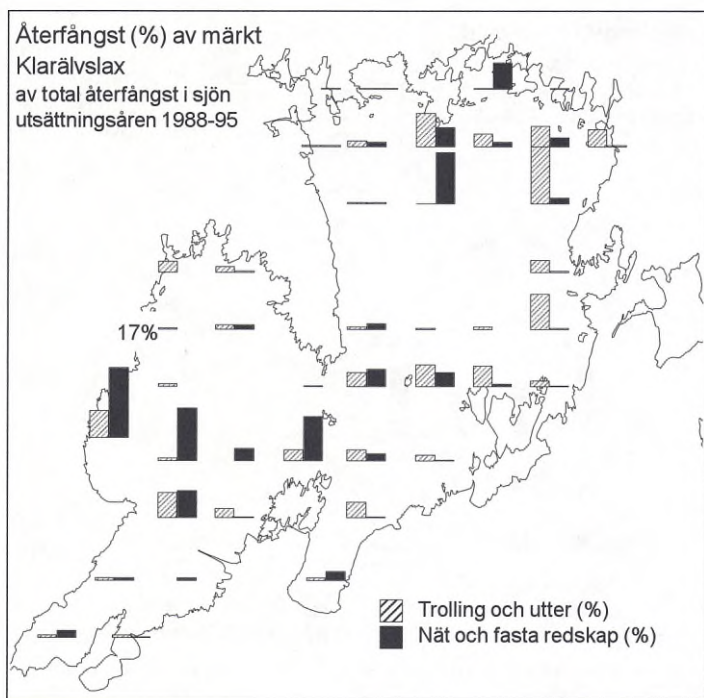 Återfångst (%) av märkt
Klarälvslax
av total återfångst i sjön
utsättningsåren 1988-95
17%
Trolling och utter (%)
Nät och fasta redskap (%)